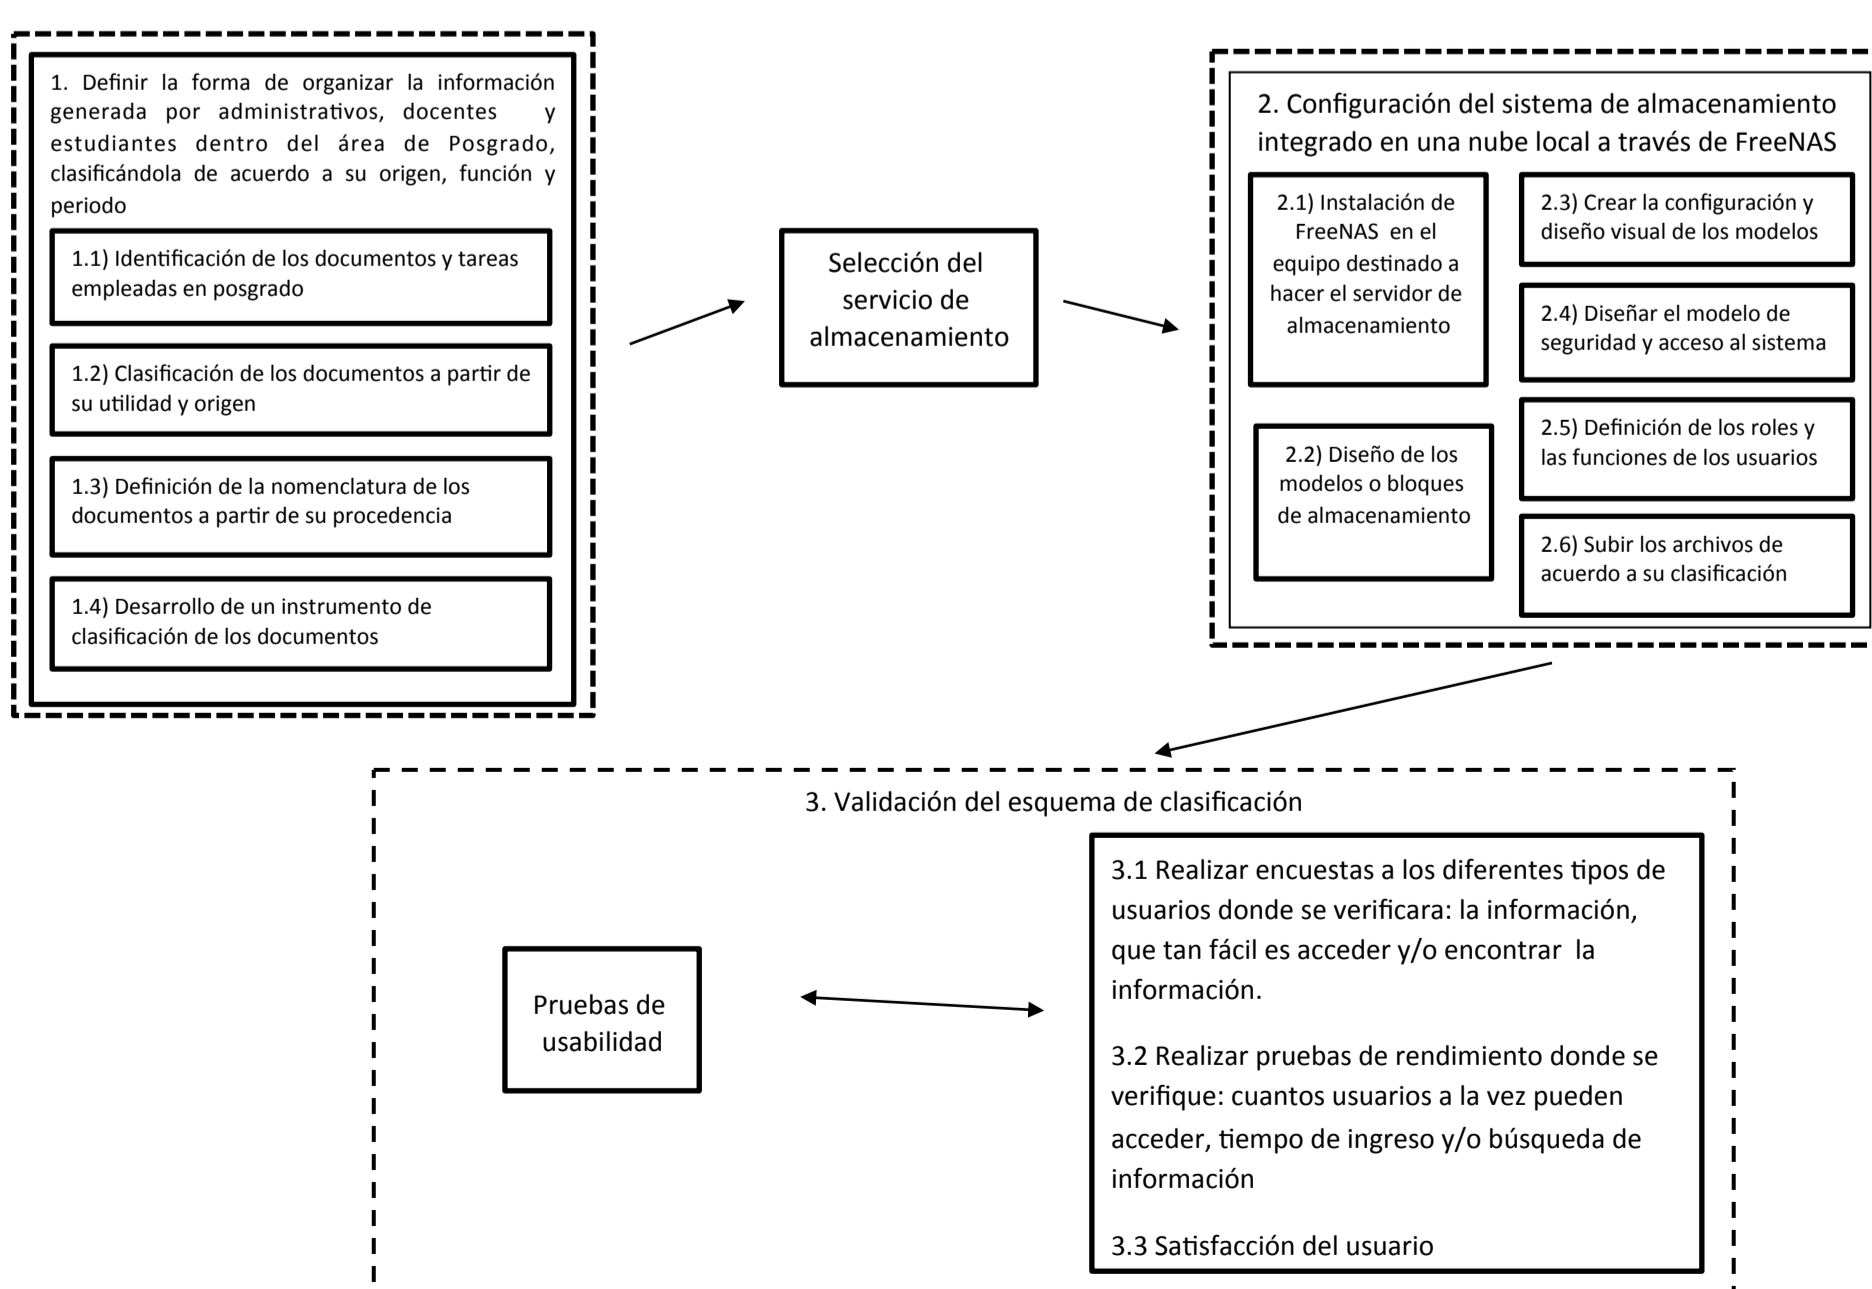 1. Definir la forma de organizar la información
generada por administrativos, docentes y
estudiantes dentro del área de Posgrado,
clasificándola de acuerdo a su origen, función y
periodo
1.1) Identificación de los documentos y tareas
empleadas en posgrado
1.2) Clasificación de los documentos a partir de
su utilidad y origen
1.3) Definición de la nomenclatura de los
documentos a partir de su procedencia
1.4) Desarrollo de un instrumento de
clasificación de los documentos
Selección del
servicio de
almacenamiento
2. Configuración del sistema de almacenamiento
integrado en una nube local a través de FreeNAS
2.1) Instalación de
FreeNAS en el
equipo destinado a
hacer el servidor de
almacenamiento
2.2) Diseño de los
modelos o bloques
de almacenamiento
2.3) Crear la configuración y
diseño visual de los modelos
2.4) Diseñar el modelo de
seguridad y acceso al sistema
2.5) Definición de los roles y
las funciones de los usuarios
2.6) Subir los archivos de
acuerdo a su clasificación
3. Validación del esquema de clasificación
Pruebas de
usabilidad
3.1 Realizar encuestas a los diferentes tipos de
usuarios donde se verificara: la información,
que tan fácil es acceder y/o encontrar la
información.
3.2 Realizar pruebas de rendimiento donde se
verifique: cuantos usuarios a la vez pueden
acceder, tiempo de ingreso y/o búsqueda de
información
3.3 Satisfacción del usuario